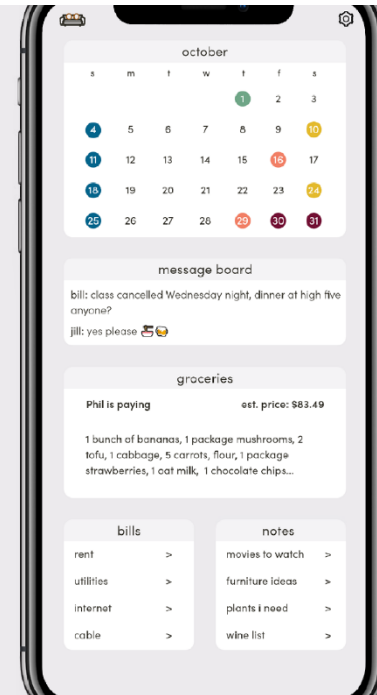 october
s m t w t f s
1 2 3
4 5 6 7 8 9 10
11 12 13 14 15 16 17
18 19 20 21 22 23 24
25 26 27 28 29 30 31
message board
bill: class cancelled Wednesday night, dinner at high five
anyone?
jill: yes please 🍜🍛
groceries
Phil is paying est. price: $83.49
1 bunch of bananas, 1 package mushrooms, 2
tofu, 1 cabbage, 5 carrots, flour, 1 package
strawberries, 1 oat milk, 1 chocolate chips...
bills
rent >
utilities >
internet >
cable >
notes
movies to watch >
furniture ideas >
plants i need >
wine list >